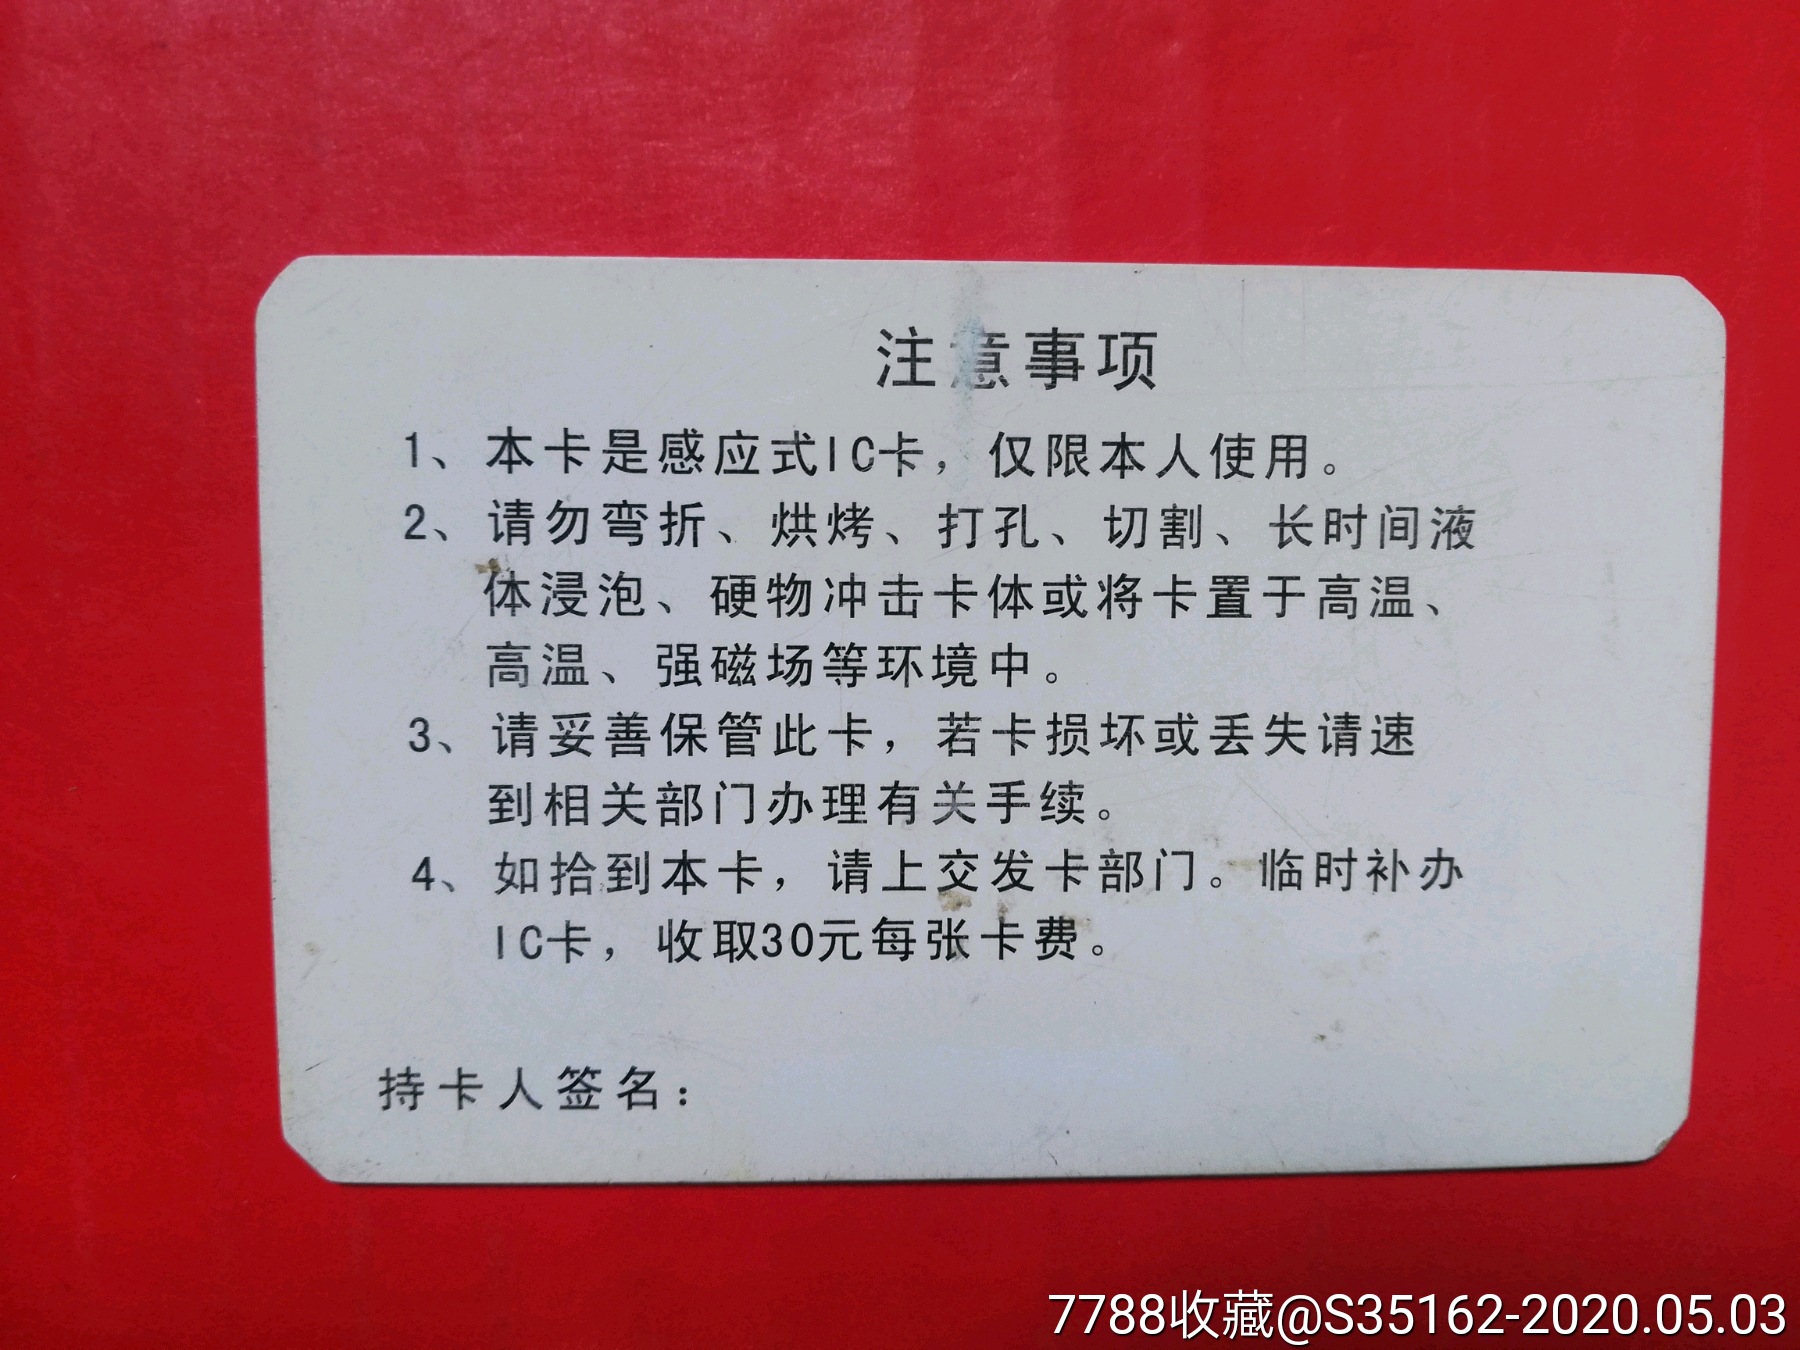 注意事项
1、本卡是感应式IC卡，仅限本人使用。
2、请勿弯折、烘烤、打孔、切割、长时间液
体浸泡、硬物冲击卡体或将卡置于高温、
高温、强磁场等环境中。
3、请妥善保管此卡，若卡损坏或丢失请速
到相关部门办理有关手续。
4、如拾到本卡，请上交发卡部门。临时补办
IC卡，收取30元每张卡费。
持卡人签名：
7788收藏@S35162-2020.05.03